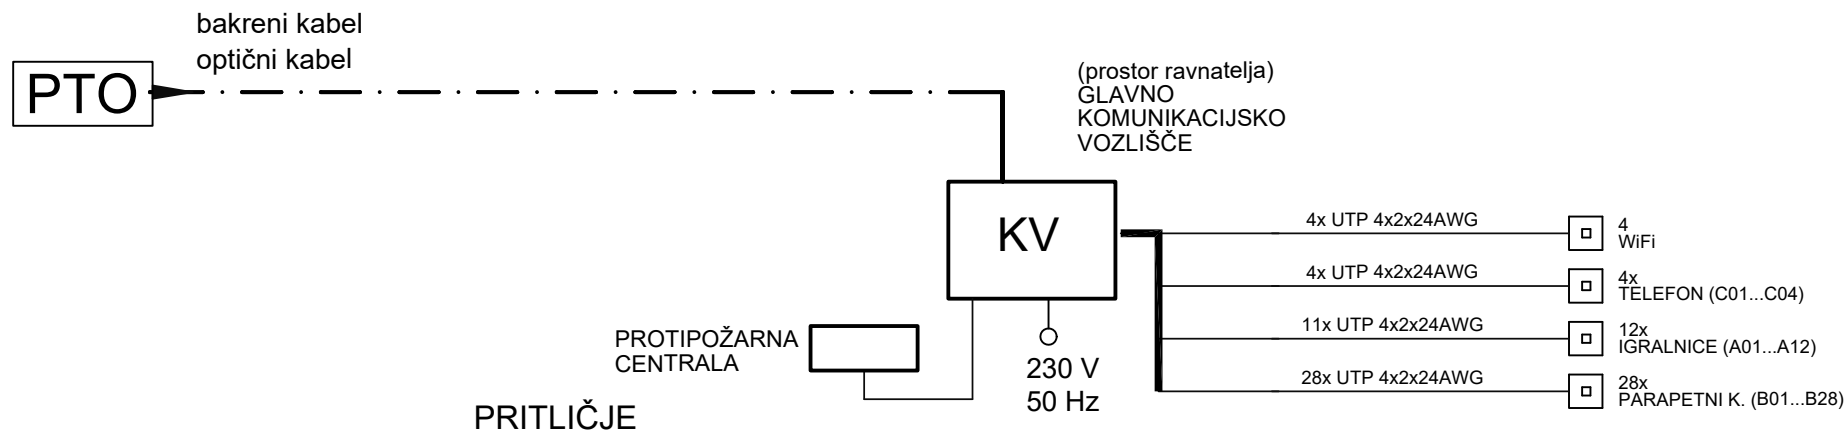 bakreni kabel
optični kabel
PTO
(prostor ravnatelja)
GLAVNO
KOMUNIKACIJSKO
VOZLIŠČE
KV
4x UTP 4x2x24AWG
4
WiFi
4x UTP 4x2x24AWG
4x
TELEFON (C01...C04)
11x UTP 4x2x24AWG
12x
IGRALNICE (A01...A12)
28x UTP 4x2x24AWG
28x
PARAPETNI K. (B01...B28)
PROTIPOŽARNA
CENTRALA
230 V
50 Hz
PRITLIČJE